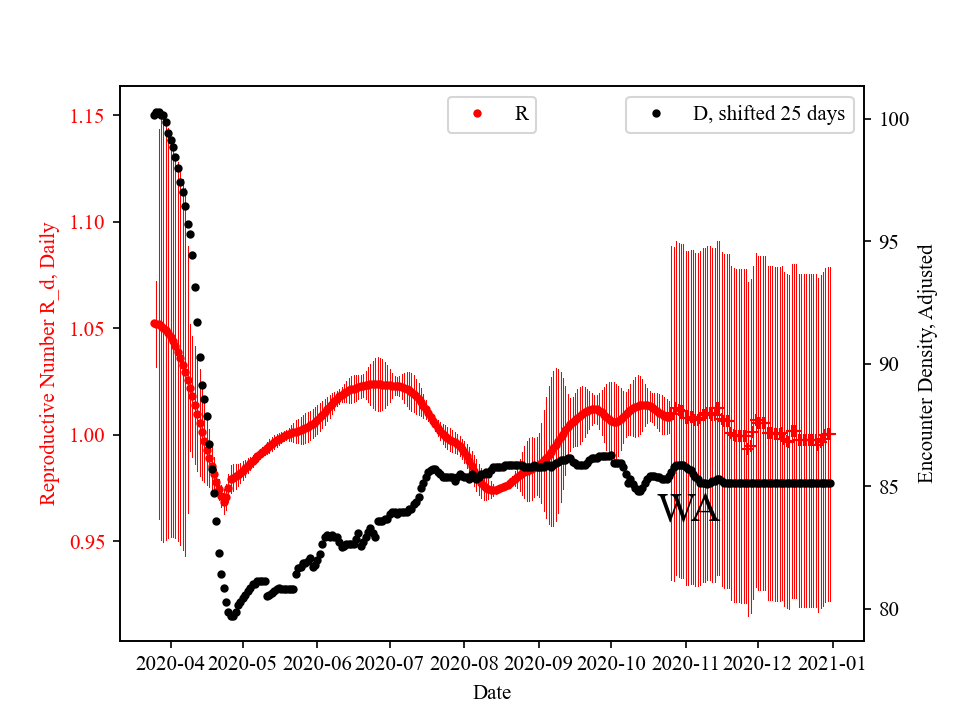 R
D, shifted 25 days
1.15
1.10
1.05
1.00
0.95
Reproductive Number R_d, Daily
100
95
90
85
80
Encounter Density, Adjusted
WA
2020-04 2020-05 2020-06 2020-07 2020-08 2020-09 2020-10 2020-11 2020-12 2021-01
Date